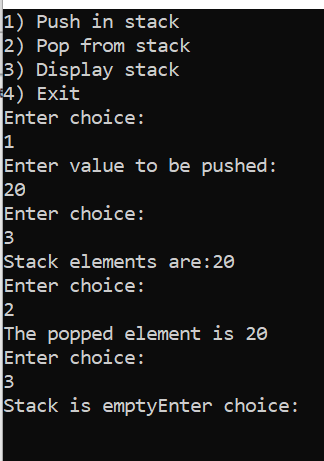 1) Push in stack
2) Pop from stack
3) Display stack
4) Exit
Enter choice:
1
Enter value to be pushed:
20
Enter choice:
3
Stack elements are:20
Enter choice:
2
The popped element is 20
Enter choice:
3
Stack is emptyEnter choice: